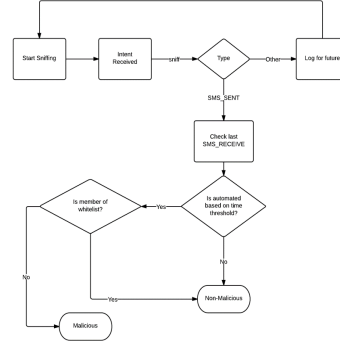 Start Sniffing
Intent
Received
sniff
Type
Other
Log for future
SMS_SENT
Check last
SMS_RECEIVE
Is automated
based on time
threshold?
Yes
Is member of
whitelist?
No
No
Yes
Non-Malicious
Malicious